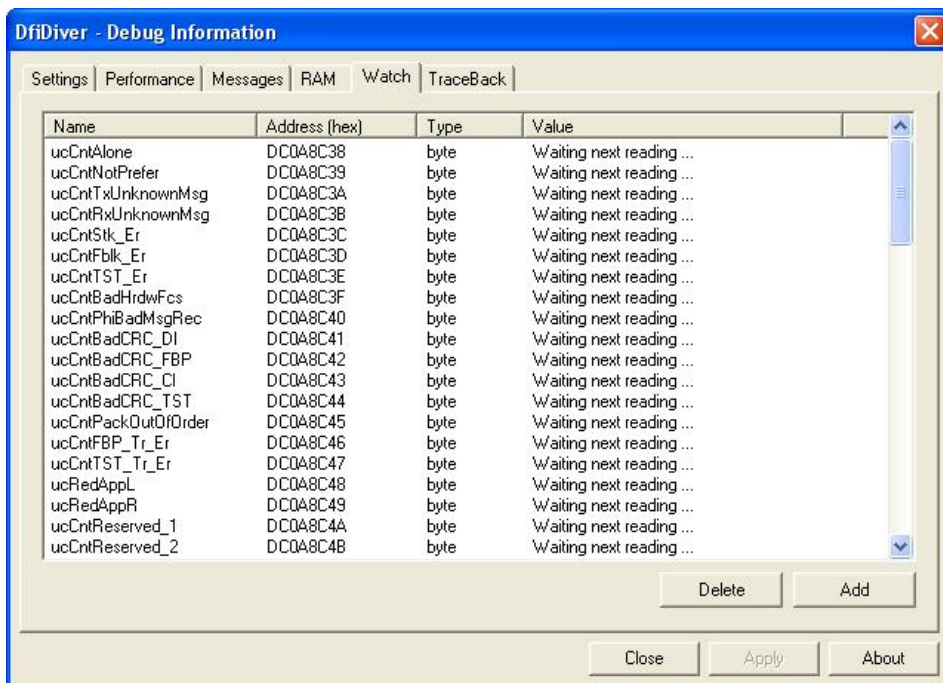 DfiDiver - Debug Information
Settings Performance Messages RAM Watch TraceBack
Name Address (hex) Type Value
ucCntAlone DC0A8C38 byte Waiting next reading ...
ucCntNotPrefer DC0A8C39 byte Waiting next reading ...
ucCntTxUnknownMsg DC0A8C3A byte Waiting next reading ...
ucCntRxUnknownMsg DC0A8C3B byte Waiting next reading ...
ucCntStk_Er DC0A8C3C byte Waiting next reading ...
ucCntFblk_Er DC0A8C3D byte Waiting next reading ...
ucCntTST_Er DC0A8C3E byte Waiting next reading ...
ucCntBadHrdwFcs DC0A8C3F byte Waiting next reading ...
ucCntPhiBadMsgRec DC0A8C40 byte Waiting next reading ...
ucCntBadCRC_DI DC0A8C41 byte Waiting next reading ...
ucCntBadCRC_FBP DC0A8C42 byte Waiting next reading ...
ucCntBadCRC_CI DC0A8C43 byte Waiting next reading ...
ucCntBadCRC_TST DC0A8C44 byte Waiting next reading ...
ucCntPackOutOfOrder DC0A8C45 byte Waiting next reading ...
ucCntFBP_Tr_Er DC0A8C46 byte Waiting next reading ...
ucCntTST_Tr_Er DC0A8C47 byte Waiting next reading ...
ucRedAppL DC0A8C48 byte Waiting next reading ...
ucRedAppR DC0A8C49 byte Waiting next reading ...
ucCntReserved_1 DC0A8C4A byte Waiting next reading ...
ucCntReserved_2 DC0A8C4B byte Waiting next reading ...
Delete Add
Close Apply About